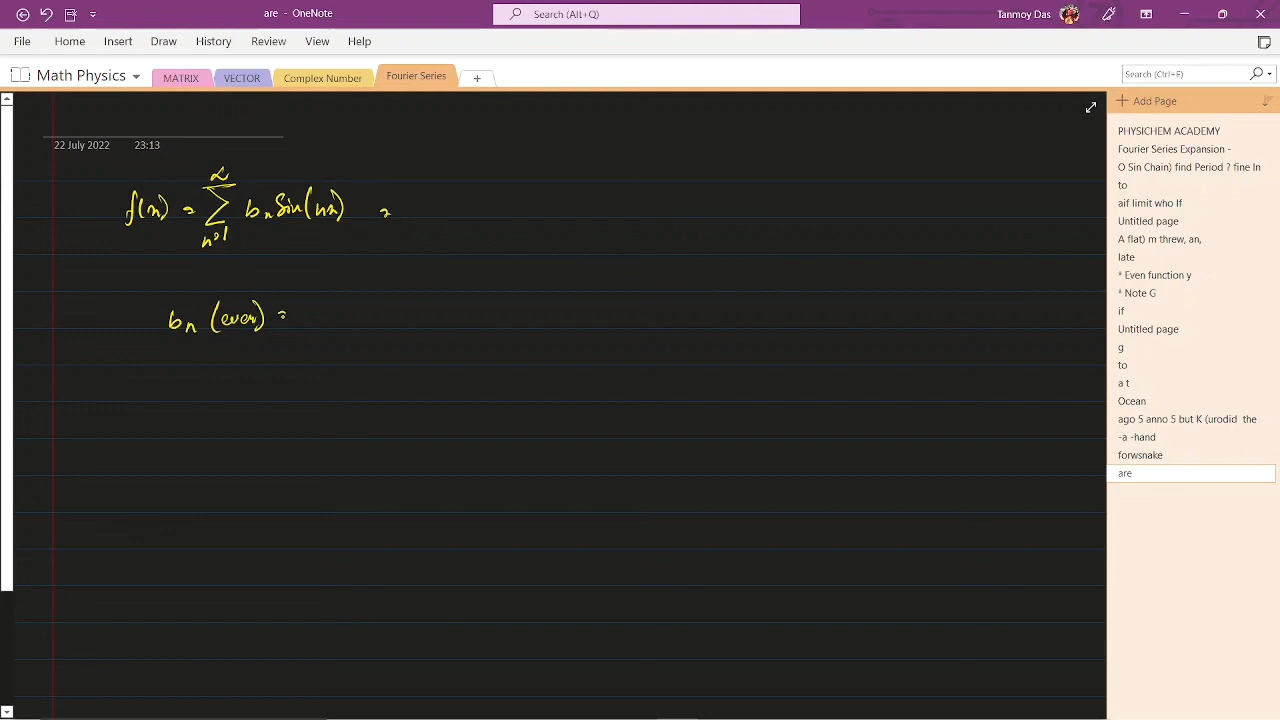 are - OneNote
Search (Alt+Q)
Tanmoy Das
File Home Insert Draw History Review View Help
Math Physics MATRIX VECTOR Complex Number Fourier Series +
Search (Ctrl+E)
Add Page
22 July 2022 23:13
f(x) = ∑ n=1 ∝ bₙ Sin(nx) =
bₙ (even) =
PHYSICHEM ACADEMY
Fourier Series Expansion -
O Sin Chain) find Period ? fine In
to
aif limit who If
Untitled page
A flat) m threw, an,
late
* Even function y
* Note G
if
Untitled page
g
to
a t
Ocean
ago 5 anno 5 but K (urodid the
-a -hand
forwsnake
are